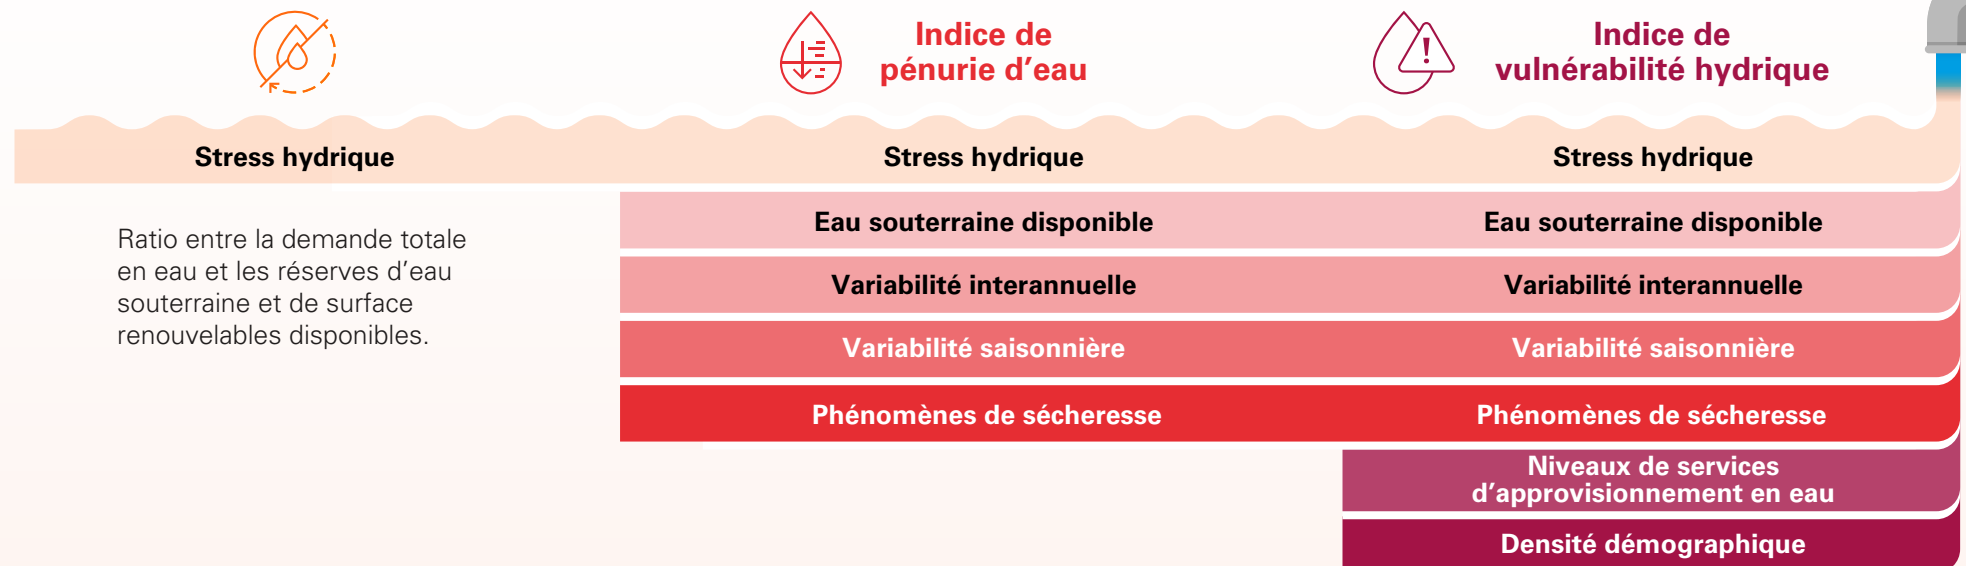 Indice de
pénurie d’eau
Indice de
vulnérabilité hydrique
Stress hydrique
Stress hydrique
Stress hydrique
Ratio entre la demande totale
en eau et les réserves d’eau
souterraine et de surface
renouvelables disponibles.
Eau souterraine disponible
Eau souterraine disponible
Variabilité interannuelle
Variabilité interannuelle
Variabilité saisonnière
Variabilité saisonnière
Phénomènes de sécheresse
Phénomènes de sécheresse
Niveaux de services
d’approvisionnement en eau
Densité démographique